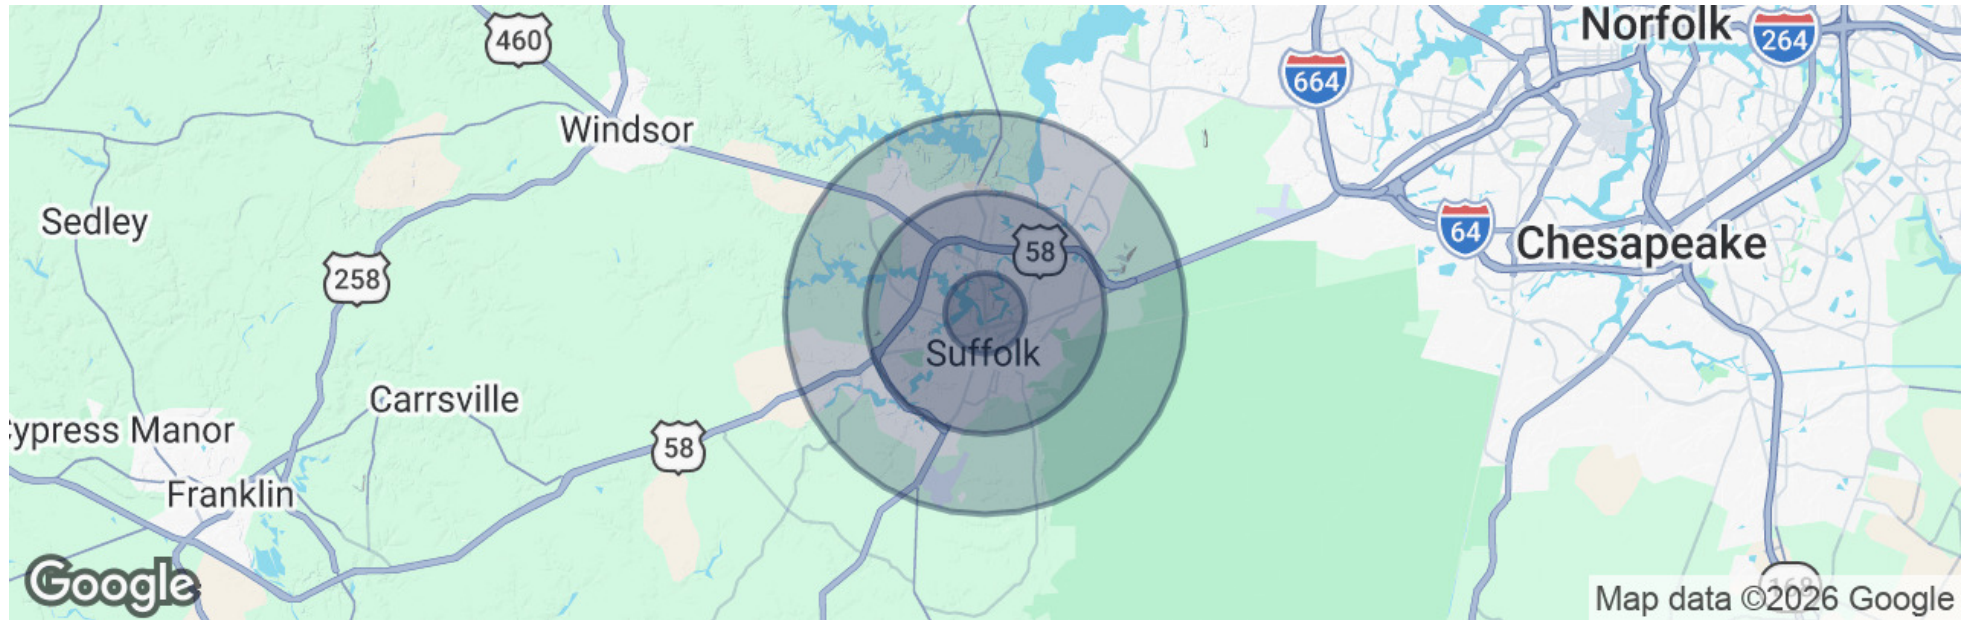 460
Norfolk
264
664
Windsor
Sedley
58
64
Chesapeake
258
Suffolk
Carrsville
ypress Manor
58
Franklin
Google
168
Map data ©2026 Google